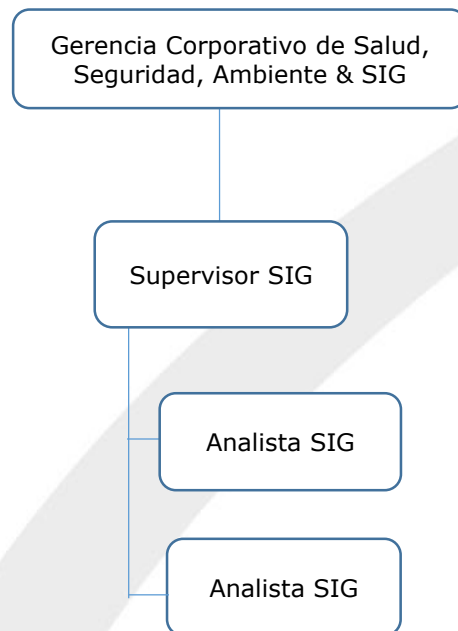 Gerencia Corporativo de Salud,
Seguridad, Ambiente & SIG
Supervisor SIG
Analista SIG
Analista SIG